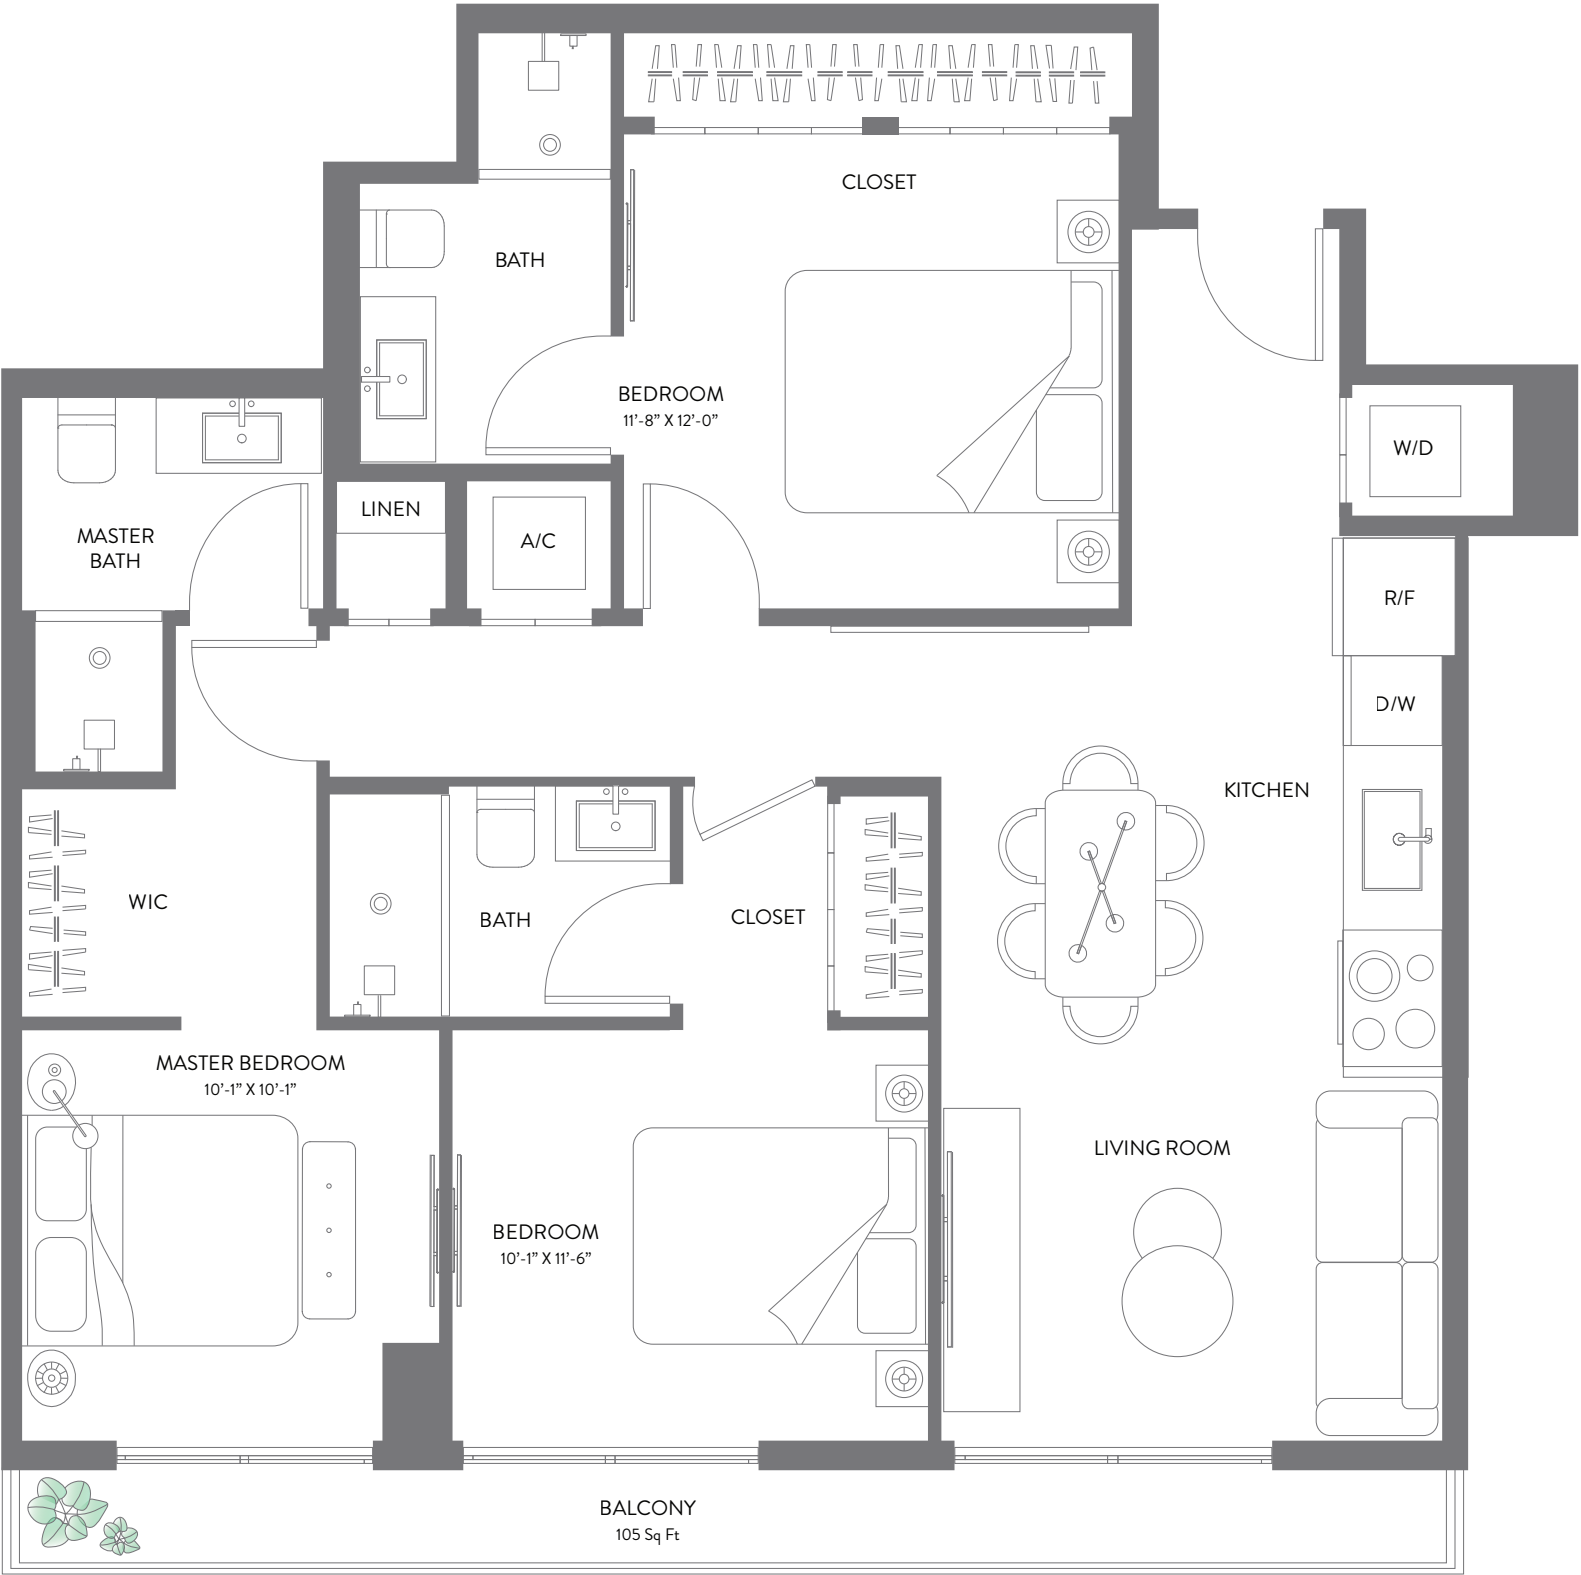 CLOSET
BATH
BEDROOM
11’-8” X 12’-0”
W/D
LINEN
A/C
MASTER
BATH
R/F
D/W
KITCHEN
WIC
BATH
CLOSET
MASTER BEDROOM
10’-1” X 10’-1”
LIVING ROOM
BEDROOM
10’-1” X 11’-6”
BALCONY
105 Sq Ft